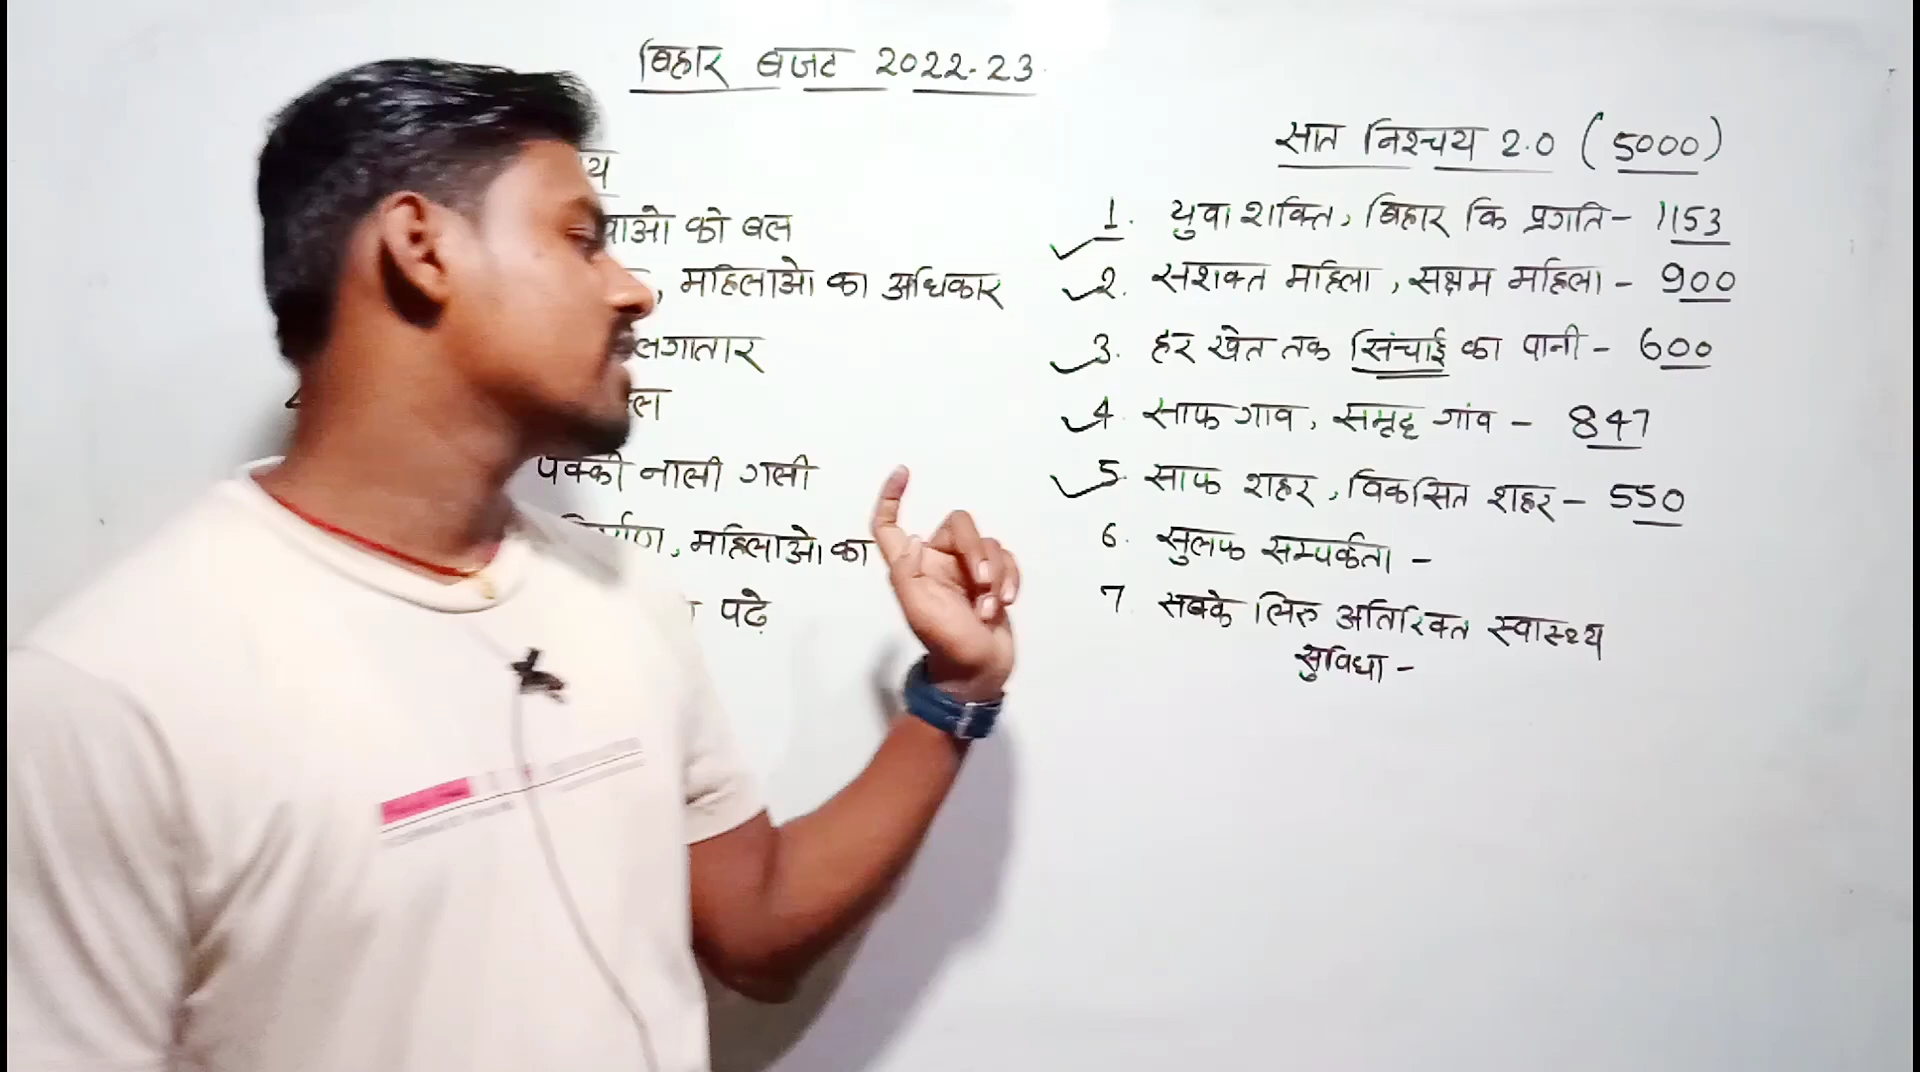 बिहार बजट 2022-23
को बल
, महिलाओ का अधिकार
लगातार
पक्की नाली गली
, महिलाओ का
पढे
सात निश्चय 2.0 (5000)
1. युवा शक्ति, बिहार कि प्रगति - 1153
2. सशक्त महिला, सक्षम महिला - 900
3. हर खेत तक सिंचाई का पानी - 600
4. साफ गाव, समृद्ध गांव - 847
5. साफ शहर, विकसित शहर - 550
6. सुलफ सम्पर्कता -
7. सबके लिए अतिरिक्त स्वास्थ्य
सुविधा -